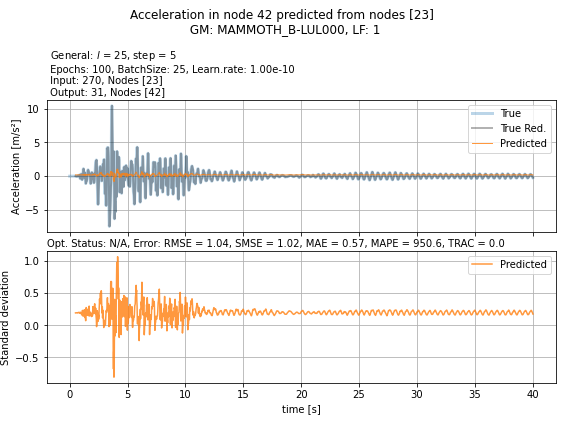 Acceleration in node 42 predicted from nodes [23]
GM: MAMMOTH_B-LUL000, LF: 1
General: l = 25, step = 5
Epochs: 100, BatchSize: 25, Learn.rate: 1.00e-10
Input: 270, Nodes [23]
Output: 31, Nodes [42]
Acceleration [m/s²]
10
5
0
−5
True
True Red.
Predicted
Opt. Status: N/A, Error: RMSE = 1.04, SMSE = 1.02, MAE = 0.57, MAPE = 950.6, TRAC = 0.0
Standard deviation
1.0
0.5
0.0
−0.5
Predicted
0 5 10 15 20 25 30 35 40
time [s]